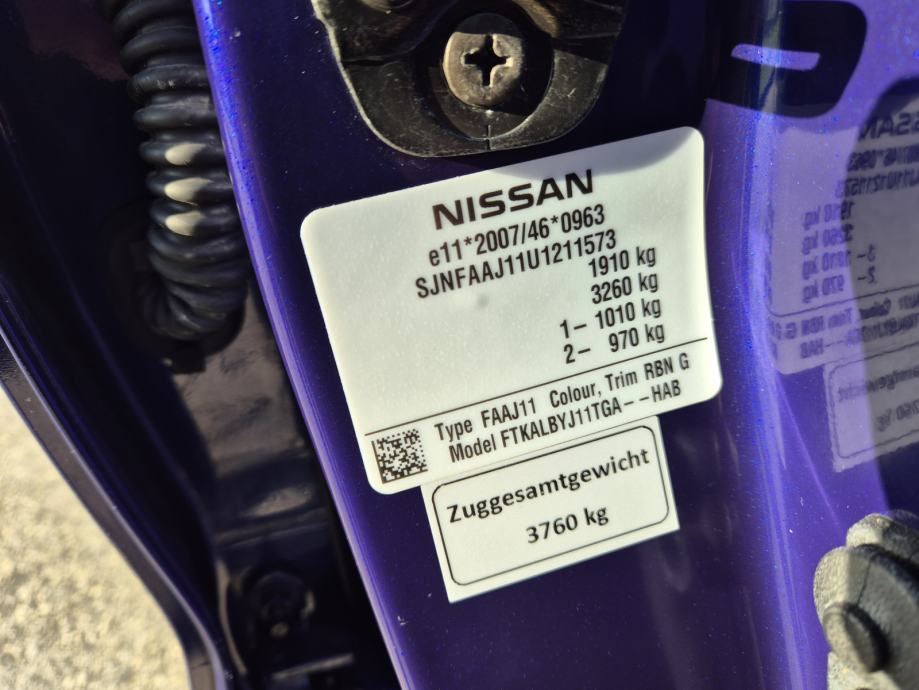 NISSAN
e11*2007/46*0963
SJNFAAJ11U1211573
1910 kg
3260 kg
1– 1010 kg
2– 970 kg
Type FAAJ11 Colour, Trim RBN G
Model FTKALBYJ11TGA– –HAB
Zuggesamtgewicht
3760 kg